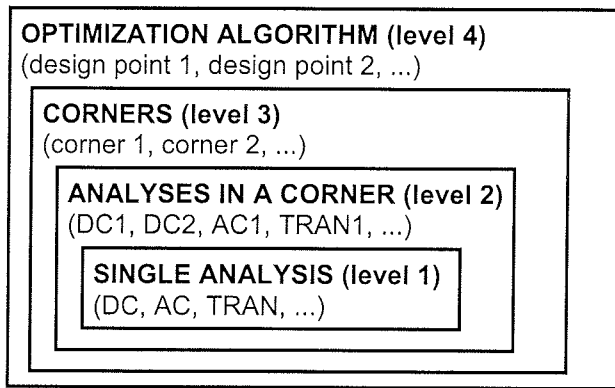 OPTIMIZATION ALGORITHM (level 4)
(design point 1, design point 2, ...)
CORNERS (level 3)
(corner 1, corner 2, ...)
ANALYSES IN A CORNER (level 2)
(DC1, DC2, AC1, TRAN1, ...)
SINGLE ANALYSIS (level 1)
(DC, AC, TRAN, ...)